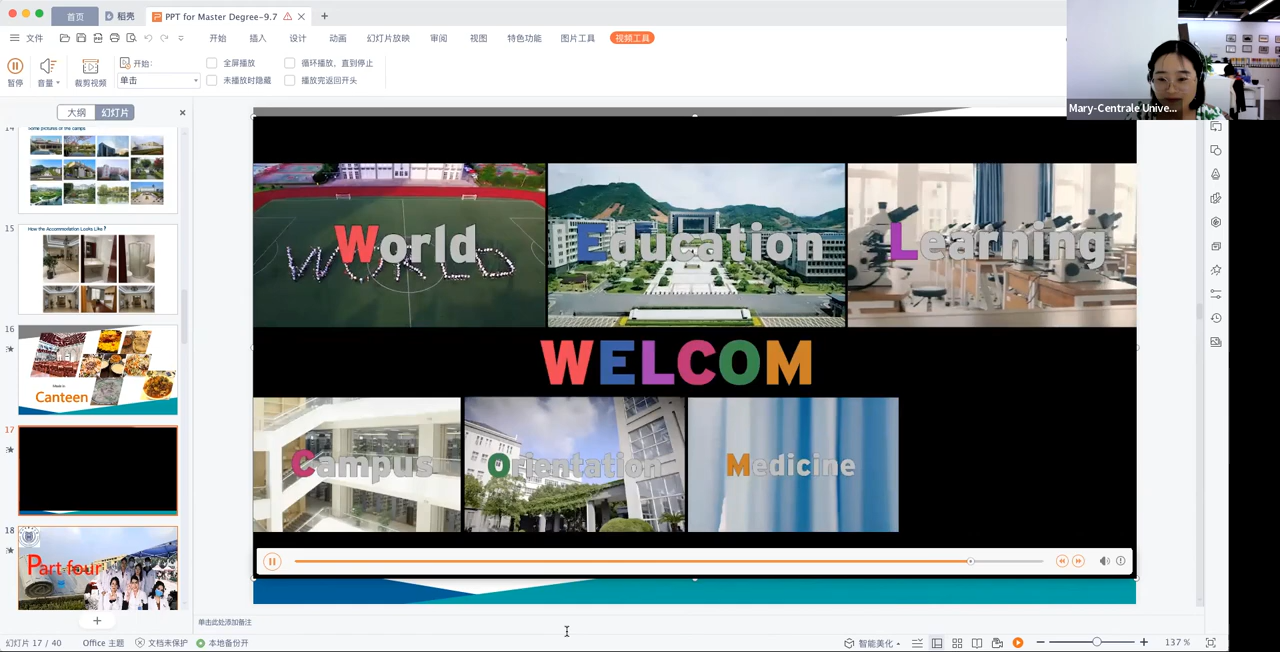 首页
稻壳
PPT for Master Degree-9.7
文件
开始
插入
设计
动画
幻灯片放映
审阅
视图
特色功能
图片工具
视频工具
暂停
音量
裁剪视频
开始:
单击
全屏播放
未播放时隐藏
循环播放，直到停止
播放完返回开头
Mary-Centrale Unive...
大纲
幻灯片
14
Some pictures of the campus
15
How the Accommodation Looks Like?
16
Canteen
17
18
Part four
World
WORLD
Education
Learning
WELCOM
Campus
Orientation
Medicine
单击此处添加备注
幻灯片 17 / 40
Office 主题
文档未保护
本地备份开
智能美化
137 %